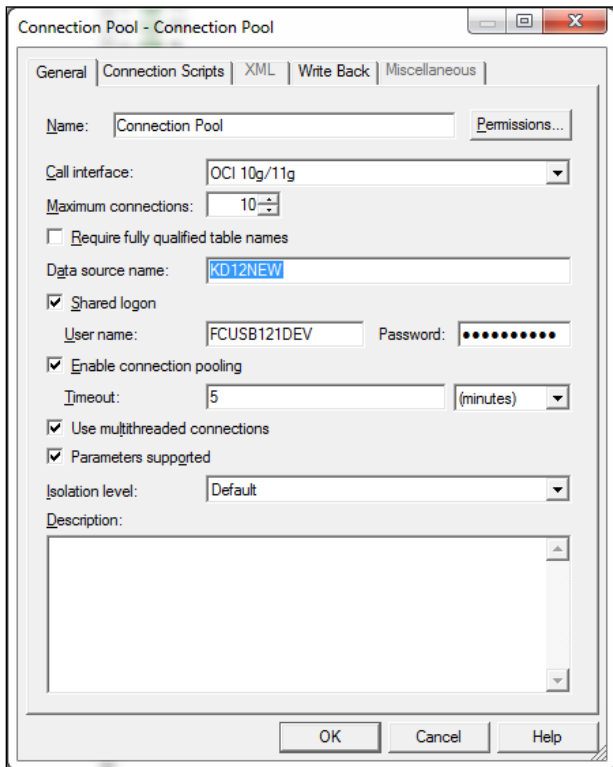 Connection Pool - Connection Pool
General Connection Scripts XML Write Back Miscellaneous
Name: Connection Pool Permissions...
Call interface: OCI 10g/11g
Maximum connections: 10
Require fully qualified table names
Data source name: KD12NEW
Shared logon
User name: FCUSB121DEV Password: ●●●●●●●●●●
Enable connection pooling
Timeout: 5 (minutes)
Use multithreaded connections
Parameters supported
Isolation level: Default
Description:
OK Cancel Help